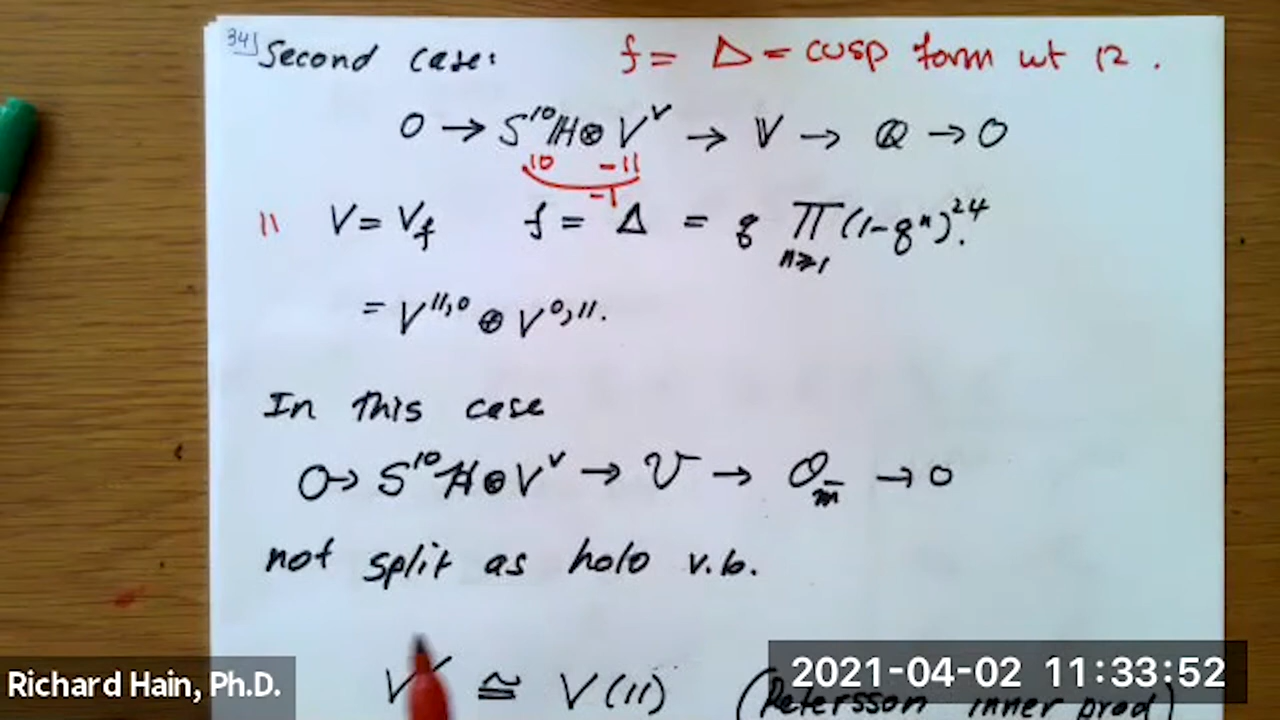 34
Second case: f = Δ = cusp form wt 12.
0 → S¹⁰ℍ⊗V^∨ → 𝕍 → ℚ → 0
10 -11
-1
11 V = V_f f = Δ = q ∏_{n≥1} (1-qⁿ)²⁴.
= V^{11,0} ⊕ V^{0,11}.
In this case
0 → S¹⁰ℋ⊗V^∨ → 𝒱 → 𝒪_{m̄} → 0
not split as holo v.b.
V ≅ V(11) (Petersson inner prod)
Richard Hain, Ph.D.
2021-04-02 11:33:52